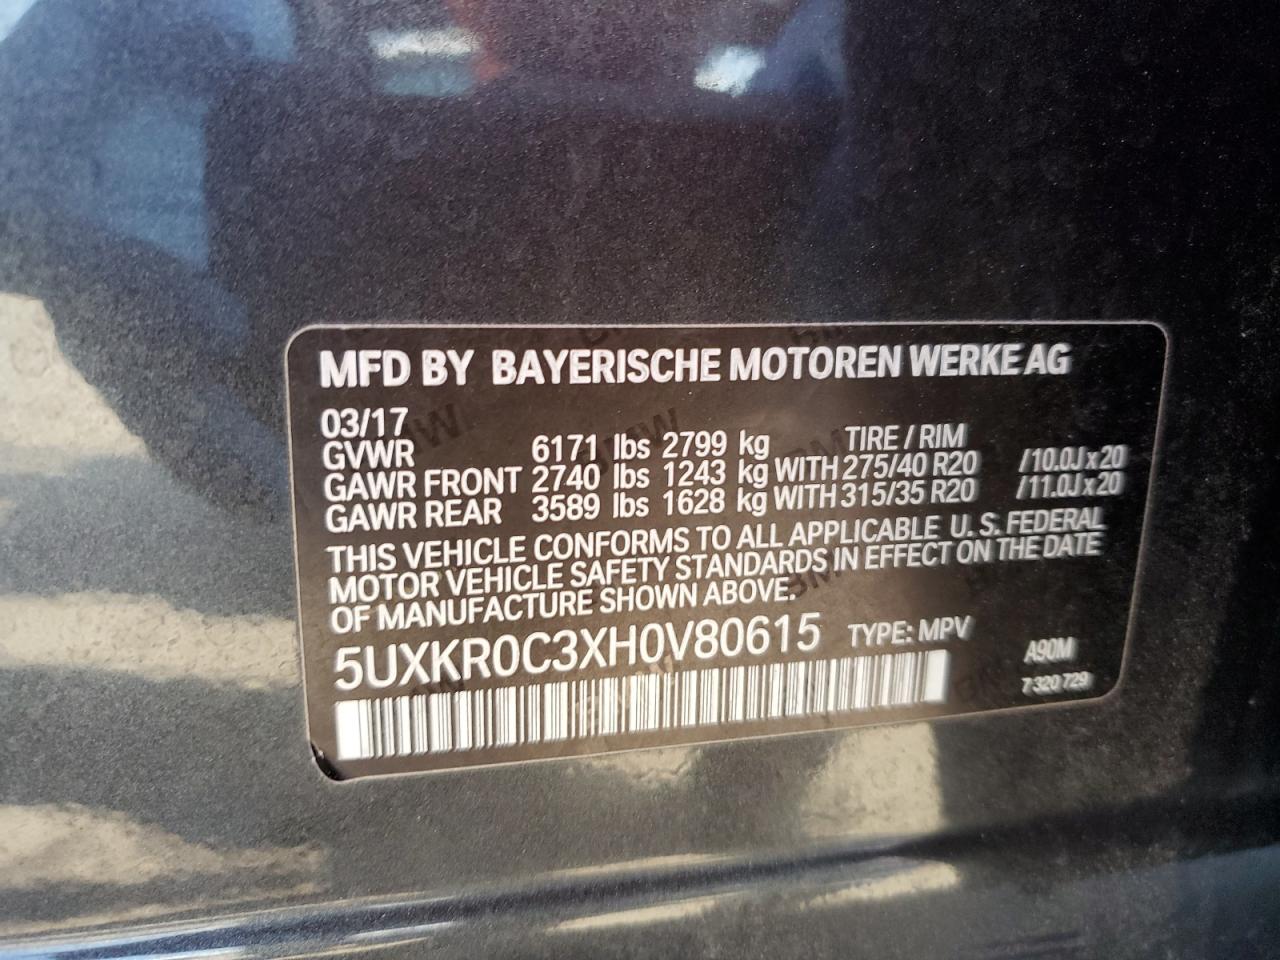 MFD BY BAYERISCHE MOTOREN WERKE AG
03/17
GVWR 6171 lbs 2799 kg TIRE / RIM
GAWR FRONT 2740 lbs 1243 kg WITH 275/40 R20 /10.0J x 20
GAWR REAR 3589 lbs 1628 kg WITH 315/35 R20 /11.0J x 20
THIS VEHICLE CONFORMS TO ALL APPLICABLE U.S. FEDERAL
MOTOR VEHICLE SAFETY STANDARDS IN EFFECT ON THE DATE
OF MANUFACTURE SHOWN ABOVE.
5UXKR0C3XH0V80615 TYPE: MPV
A90M
7 320 729